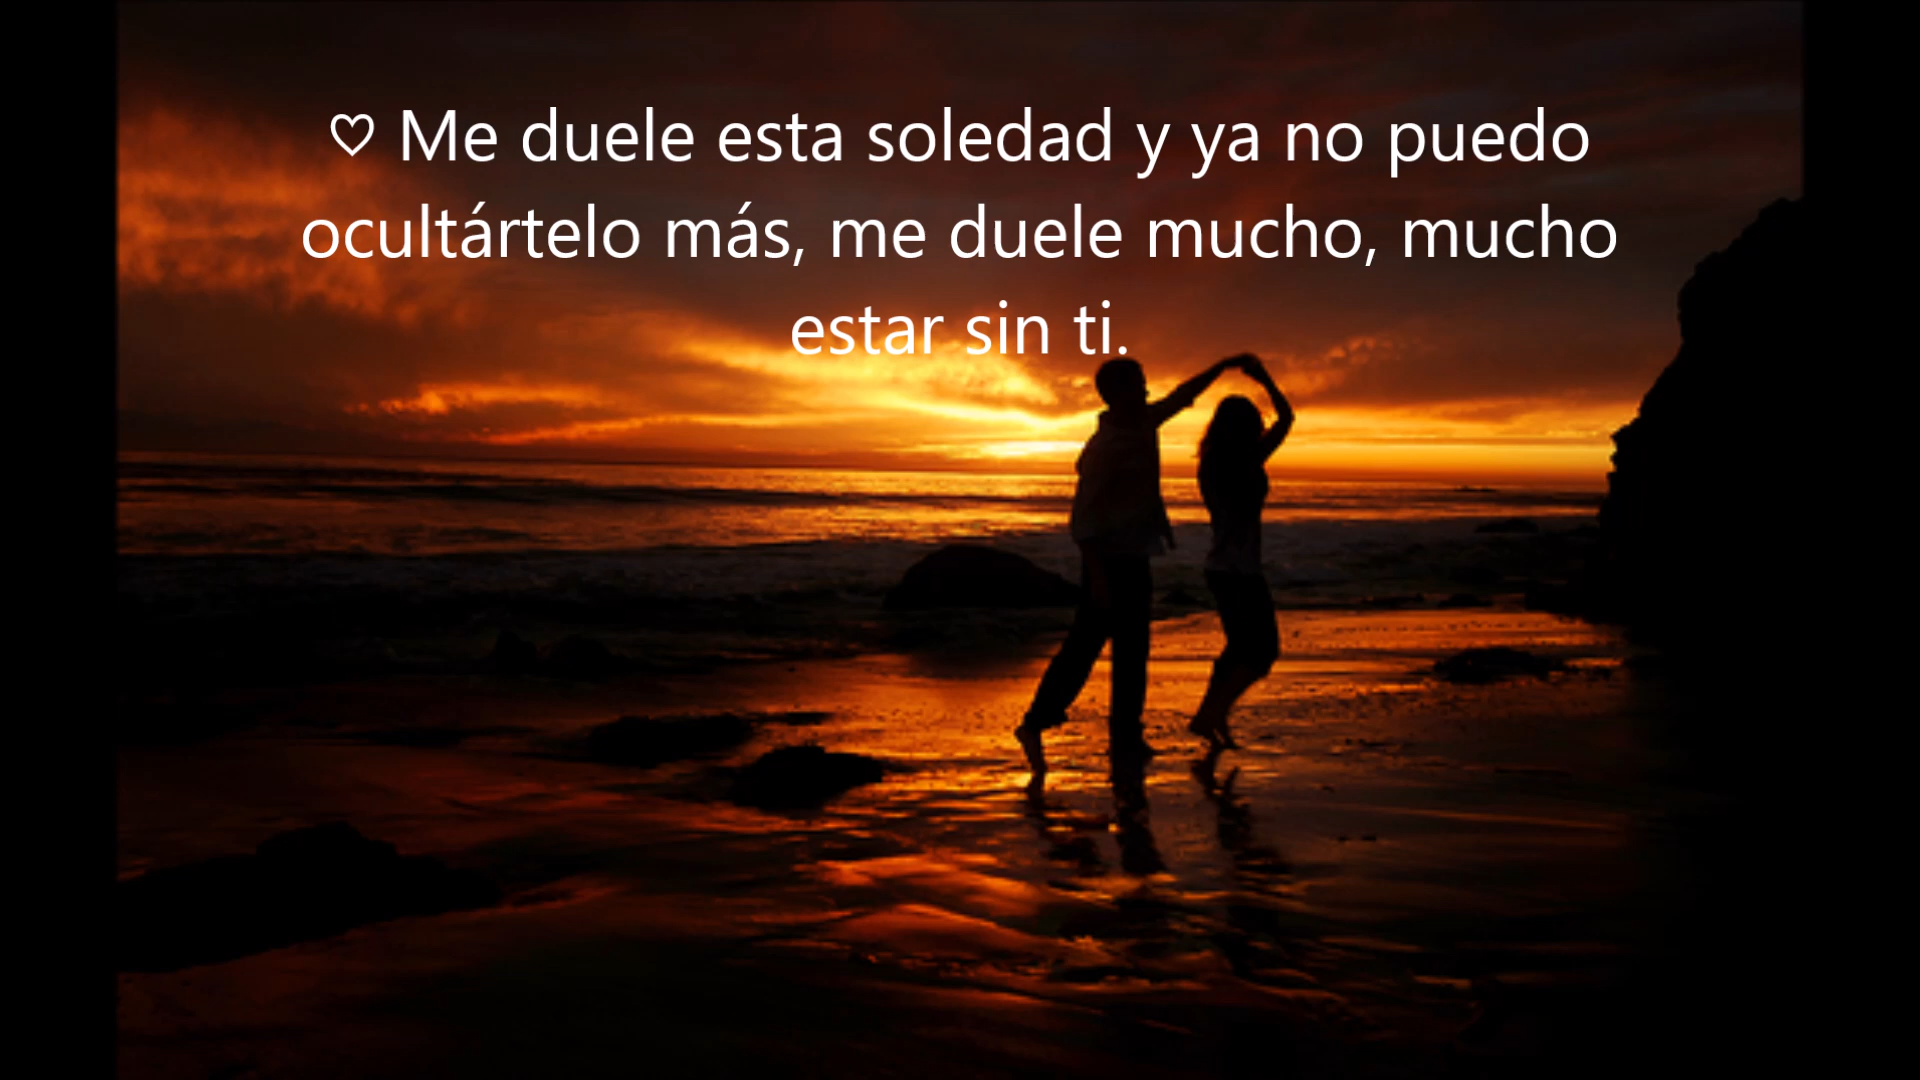 ♡ Me duele esta soledad y ya no puedo
ocultártelo más, me duele mucho, mucho
estar sin ti.